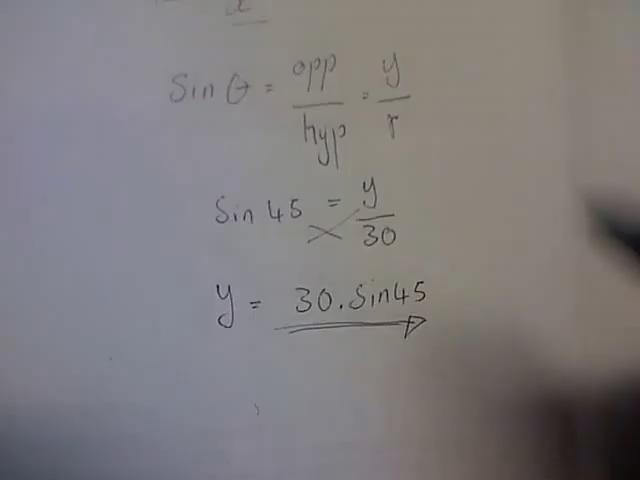 Sin θ = opp/hyp = y/r
Sin 45 = y/30
y = 30.Sin45